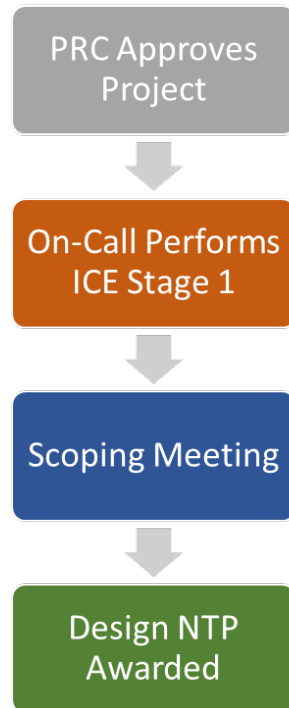 PRC Approves
Project
On-Call Performs
ICE Stage 1
Scoping Meeting
Design NTP
Awarded